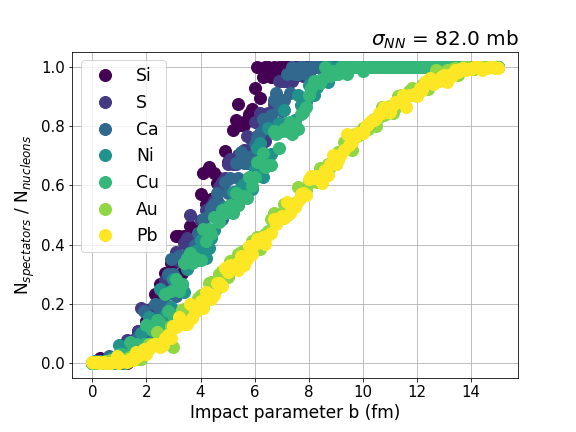 σ_NN = 82.0 mb
1.0
0.8
0.6
0.4
0.2
0.0
N_spectators / N_nucleons
Si
S
Ca
Ni
Cu
Au
Pb
0 2 4 6 8 10 12 14
Impact parameter b (fm)